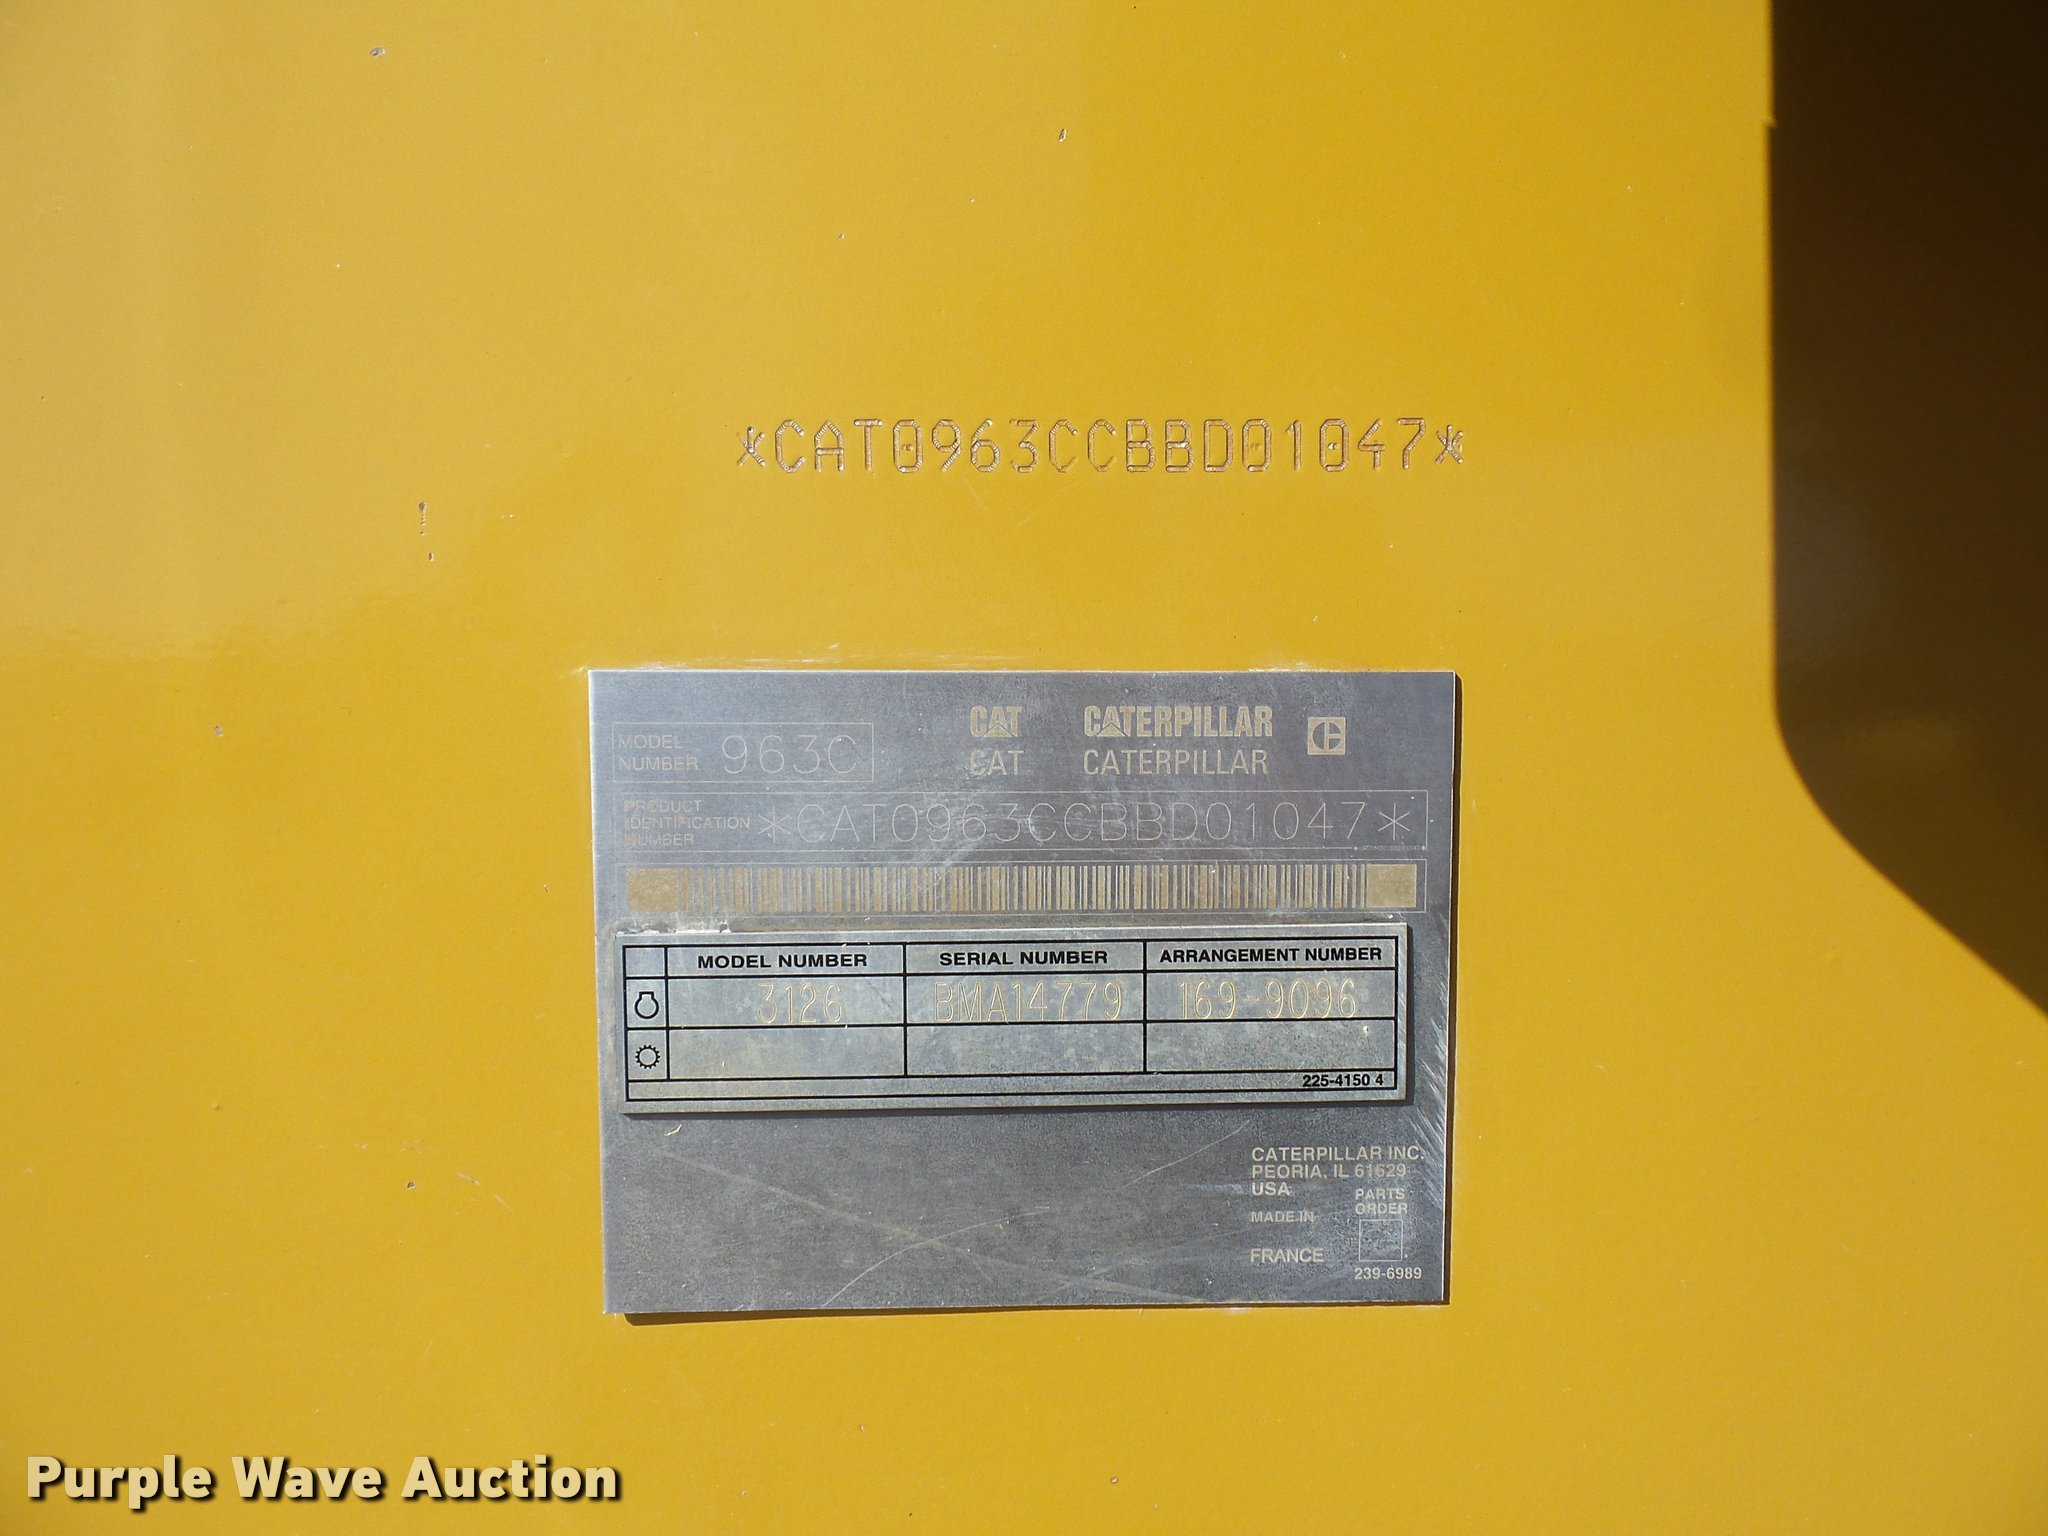 *CAT0963CCBBD01047*
CAT CATERPILLAR
MODEL NUMBER 963C
CAT CATERPILLAR
PRODUCT IDENTIFICATION NUMBER *CAT0963CCBBD01047*
MODEL NUMBER SERIAL NUMBER ARRANGEMENT NUMBER
3126 BMA14779 169-9096
225-4150 4
CATERPILLAR INC.
PEORIA, IL 61629
USA
PARTS
ORDER
MADE IN
FRANCE
239-6989
Purple Wave Auction